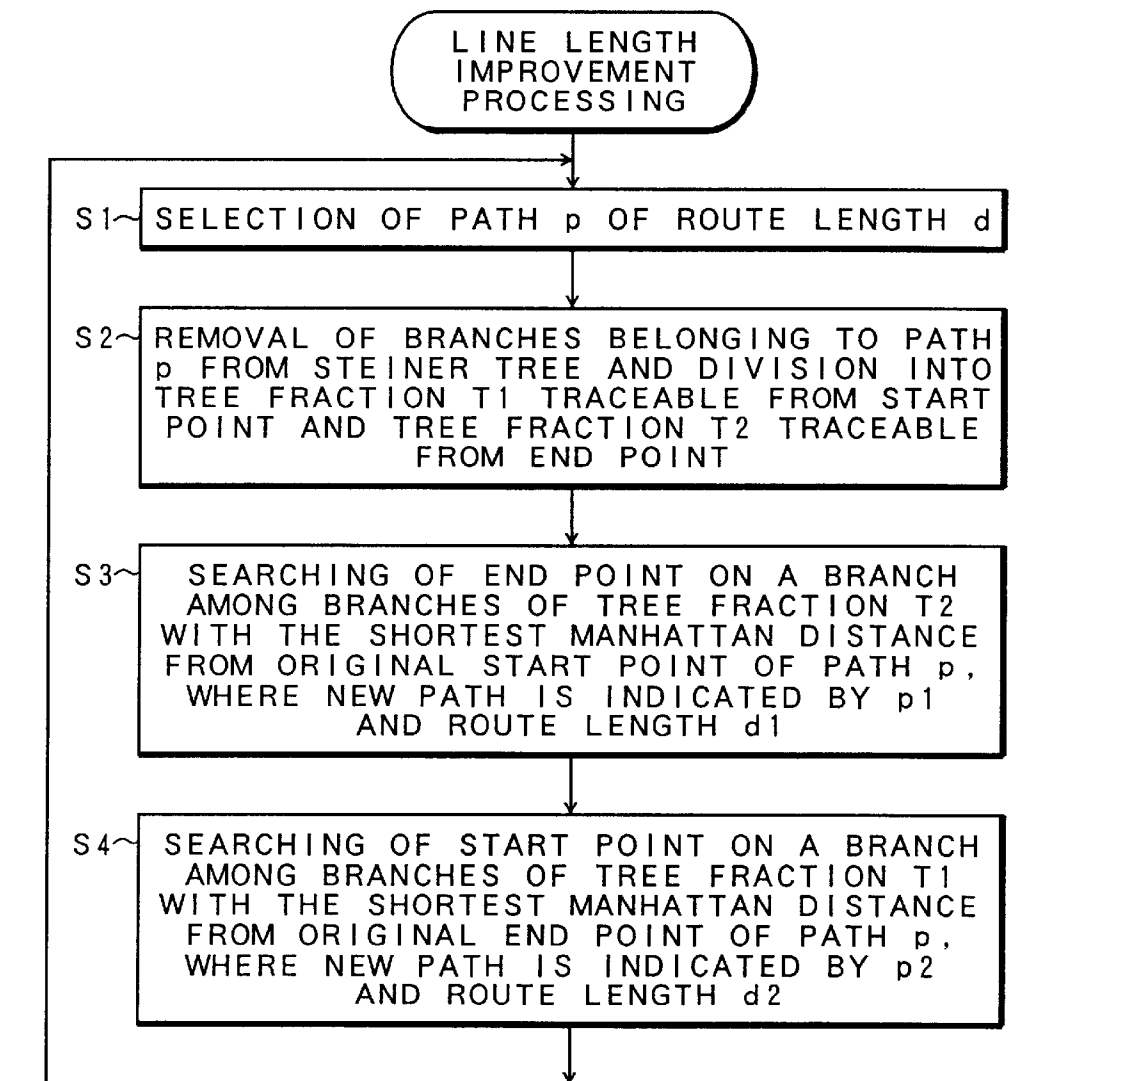 LINE LENGTH
IMPROVEMENT
PROCESSING
S1 SELECTION OF PATH p OF ROUTE LENGTH d
S2 REMOVAL OF BRANCHES BELONGING TO PATH
p FROM STEINER TREE AND DIVISION INTO
TREE FRACTION T1 TRACEABLE FROM START
POINT AND TREE FRACTION T2 TRACEABLE
FROM END POINT
S3 SEARCHING OF END POINT ON A BRANCH
AMONG BRANCHES OF TREE FRACTION T2
WITH THE SHORTEST MANHATTAN DISTANCE
FROM ORIGINAL START POINT OF PATH p,
WHERE NEW PATH IS INDICATED BY p1
AND ROUTE LENGTH d1
S4 SEARCHING OF START POINT ON A BRANCH
AMONG BRANCHES OF TREE FRACTION T1
WITH THE SHORTEST MANHATTAN DISTANCE
FROM ORIGINAL END POINT OF PATH p,
WHERE NEW PATH IS INDICATED BY p2
AND ROUTE LENGTH d2